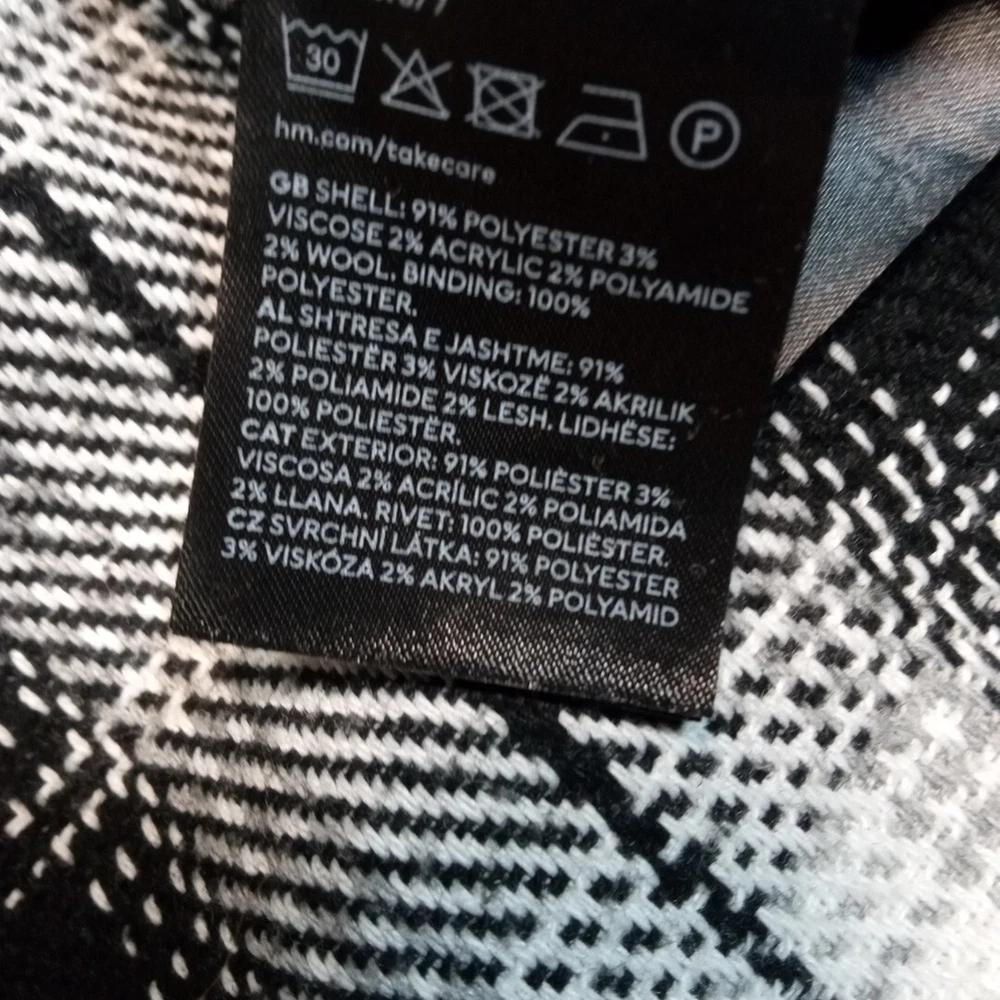 30
P
hm.com/takecare
GB SHELL: 91% POLYESTER 3%
VISCOSE 2% ACRYLIC 2% POLYAMIDE
2% WOOL. BINDING: 100%
POLYESTER.
AL SHTRESA E JASHTME: 91%
POLIESTËR 3% VISKOZË 2% AKRILIK
2% POLIAMIDE 2% LESH. LIDHËSE:
100% POLIESTËR.
CAT EXTERIOR: 91% POLIÈSTER 3%
VISCOSA 2% ACRÍLIC 2% POLIAMIDA
2% LLANA. RIVET: 100% POLIÈSTER.
CZ SVRCHNÍ LÁTKA: 91% POLYESTER
3% VISKÓZA 2% AKRYL 2% POLYAMID